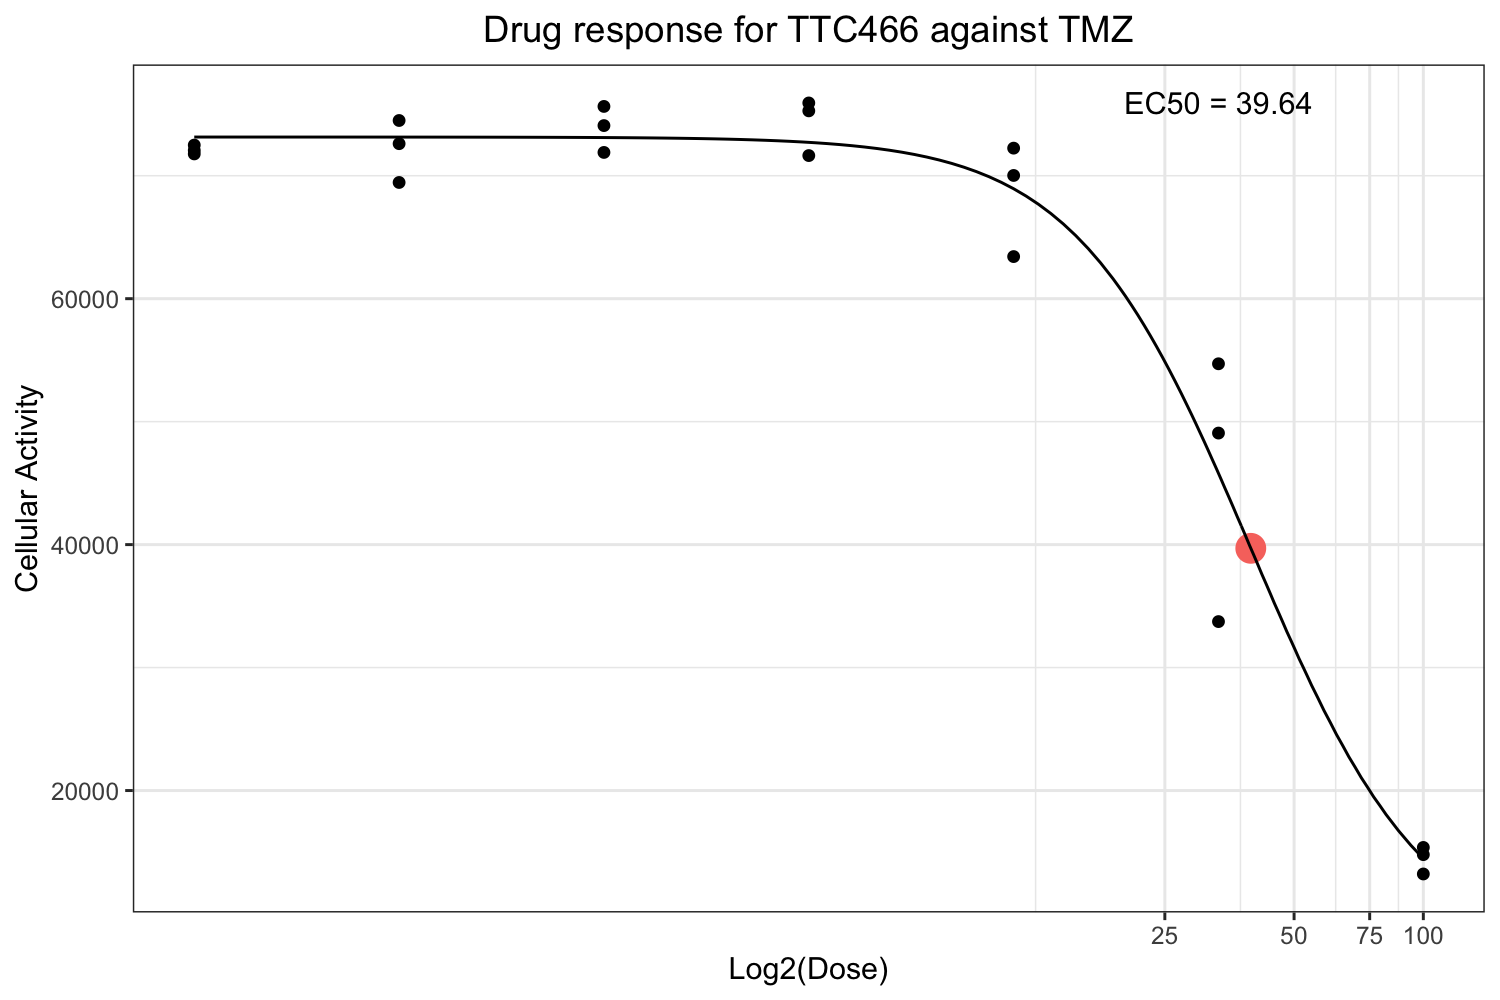 Drug response for TTC466 against TMZ
EC50 = 39.64
Cellular Activity
60000
40000
20000
25 50 75 100
Log2(Dose)